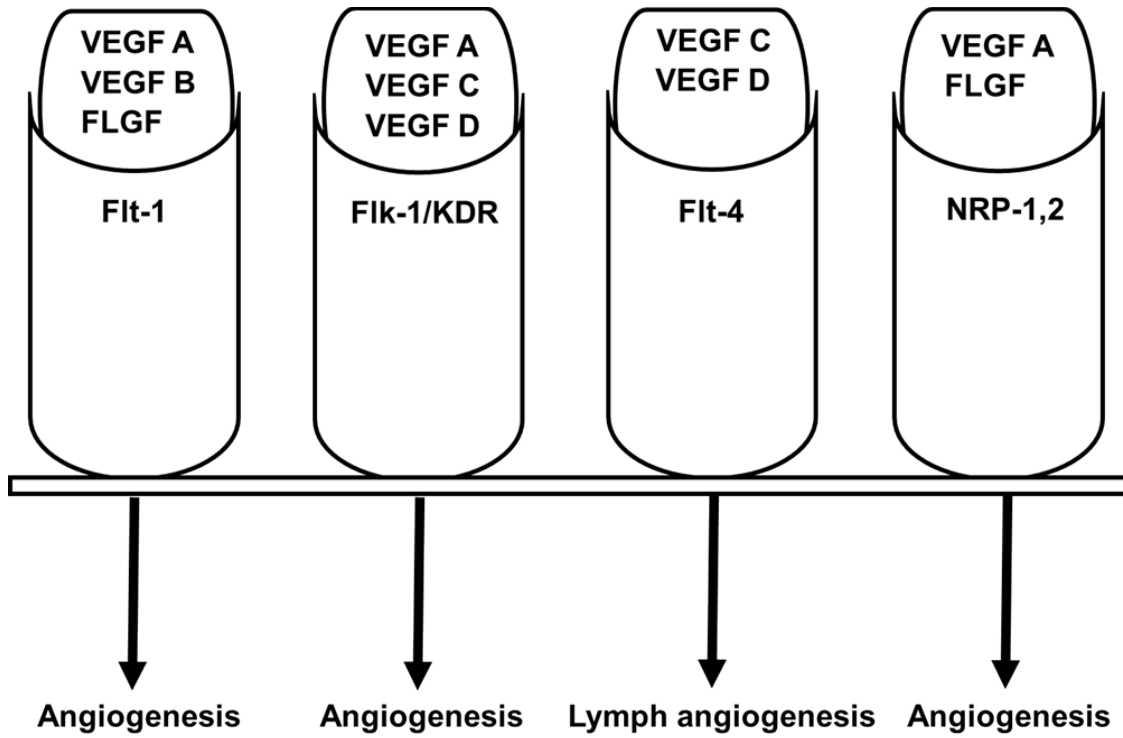 VEGF A
VEGF B
FLGF
Flt-1
VEGF A
VEGF C
VEGF D
Flk-1/KDR
VEGF C
VEGF D
Flt-4
VEGF A
FLGF
NRP-1,2
Angiogenesis
Angiogenesis
Lymph angiogenesis
Angiogenesis